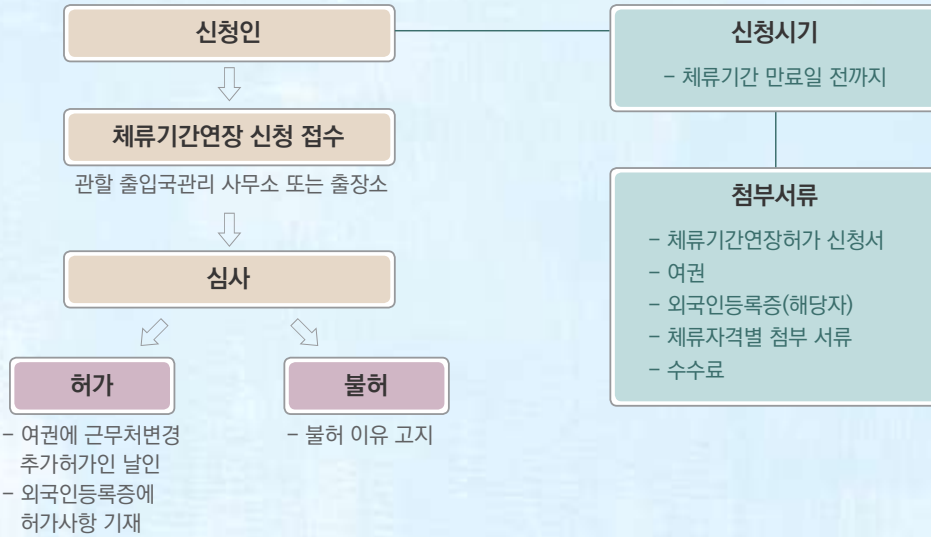 신청인
체류기간연장 신청 접수
관할 출입국관리 사무소 또는 출장소
심사
허가
- 여권에 근무처변경
추가허가인 날인
- 외국인등록증에
허가사항 기재
불허
- 불허 이유 고지
신청시기
- 체류기간 만료일 전까지
첨부서류
- 체류기간연장허가 신청서
- 여권
- 외국인등록증(해당자)
- 체류자격별 첨부 서류
- 수수료